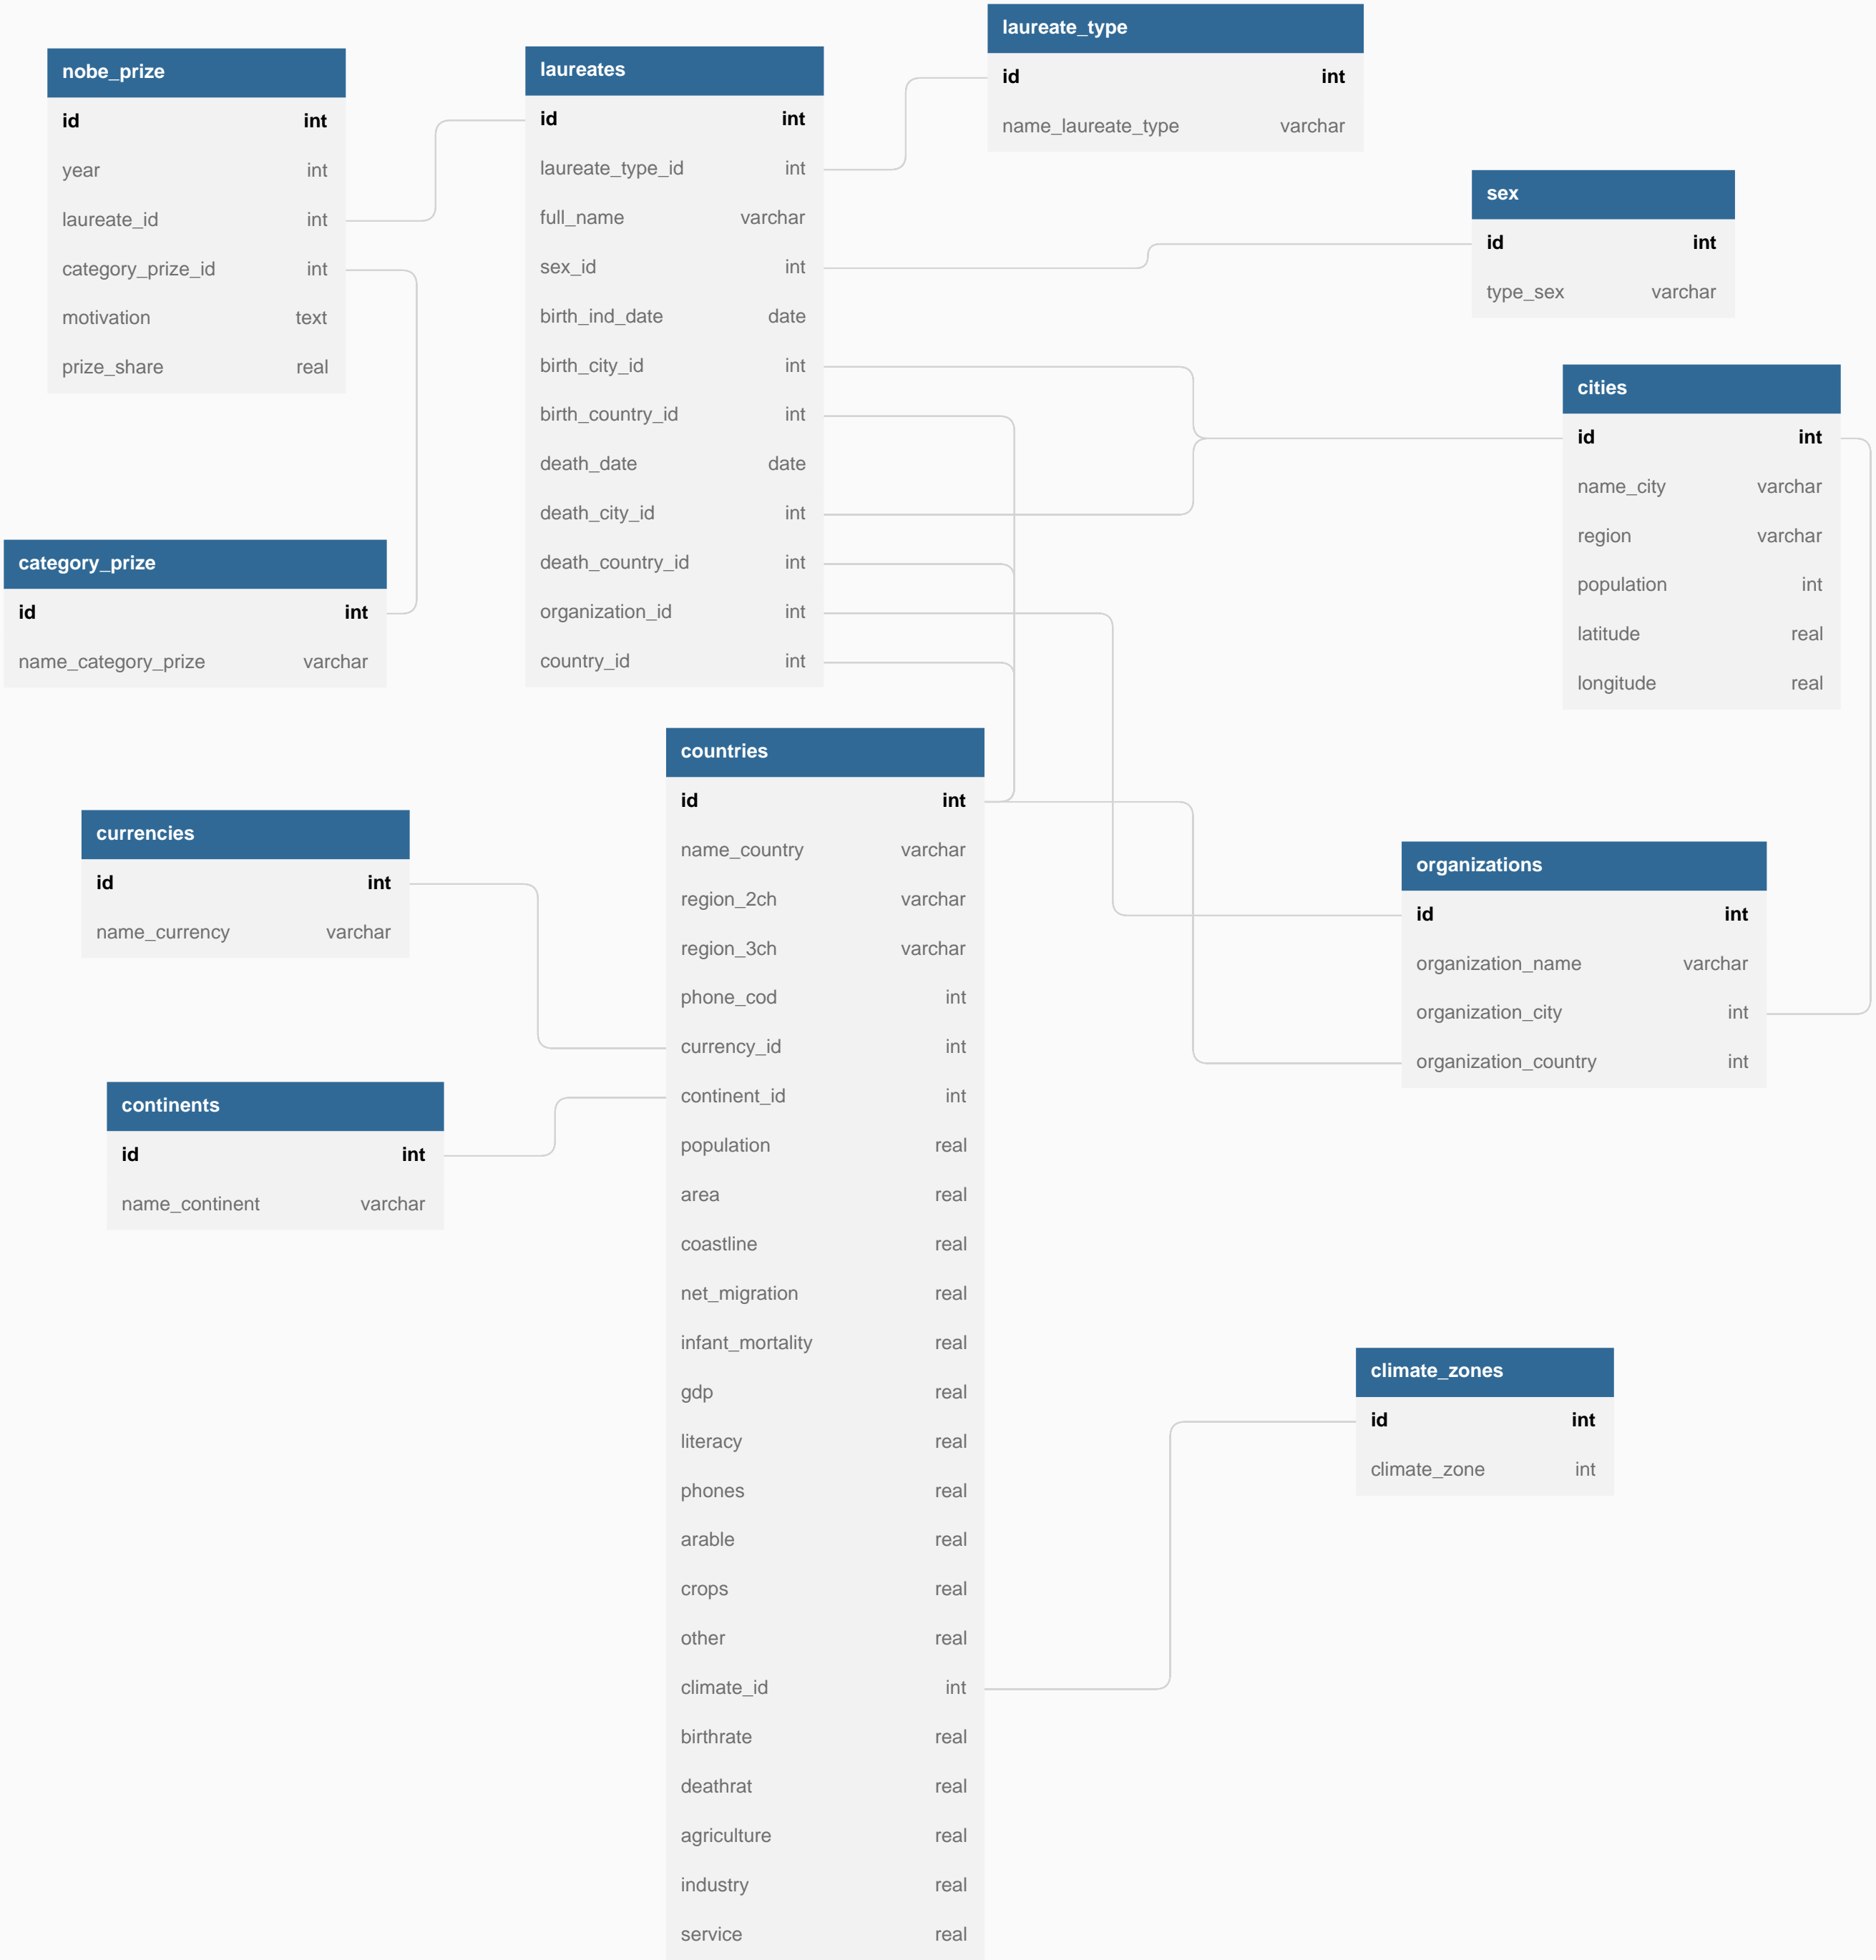 nobe_prize
id int
year int
laureate_id int
category_prize_id int
motivation text
prize_share real
laureates
id int
laureate_type_id int
full_name varchar
sex_id int
birth_ind_date date
birth_city_id int
birth_country_id int
death_date date
death_city_id int
death_country_id int
organization_id int
country_id int
laureate_type
id int
name_laureate_type varchar
sex
id int
type_sex varchar
cities
id int
name_city varchar
region varchar
population int
latitude real
longitude real
category_prize
id int
name_category_prize varchar
countries
id int
name_country varchar
region_2ch varchar
region_3ch varchar
phone_cod int
currency_id int
continent_id int
population real
area real
coastline real
net_migration real
infant_mortality real
gdp real
literacy real
phones real
arable real
crops real
other real
climate_id int
birthrate real
deathrat real
agriculture real
industry real
service real
currencies
id int
name_currency varchar
continents
id int
name_continent varchar
organizations
id int
organization_name varchar
organization_city int
organization_country int
climate_zones
id int
climate_zone int